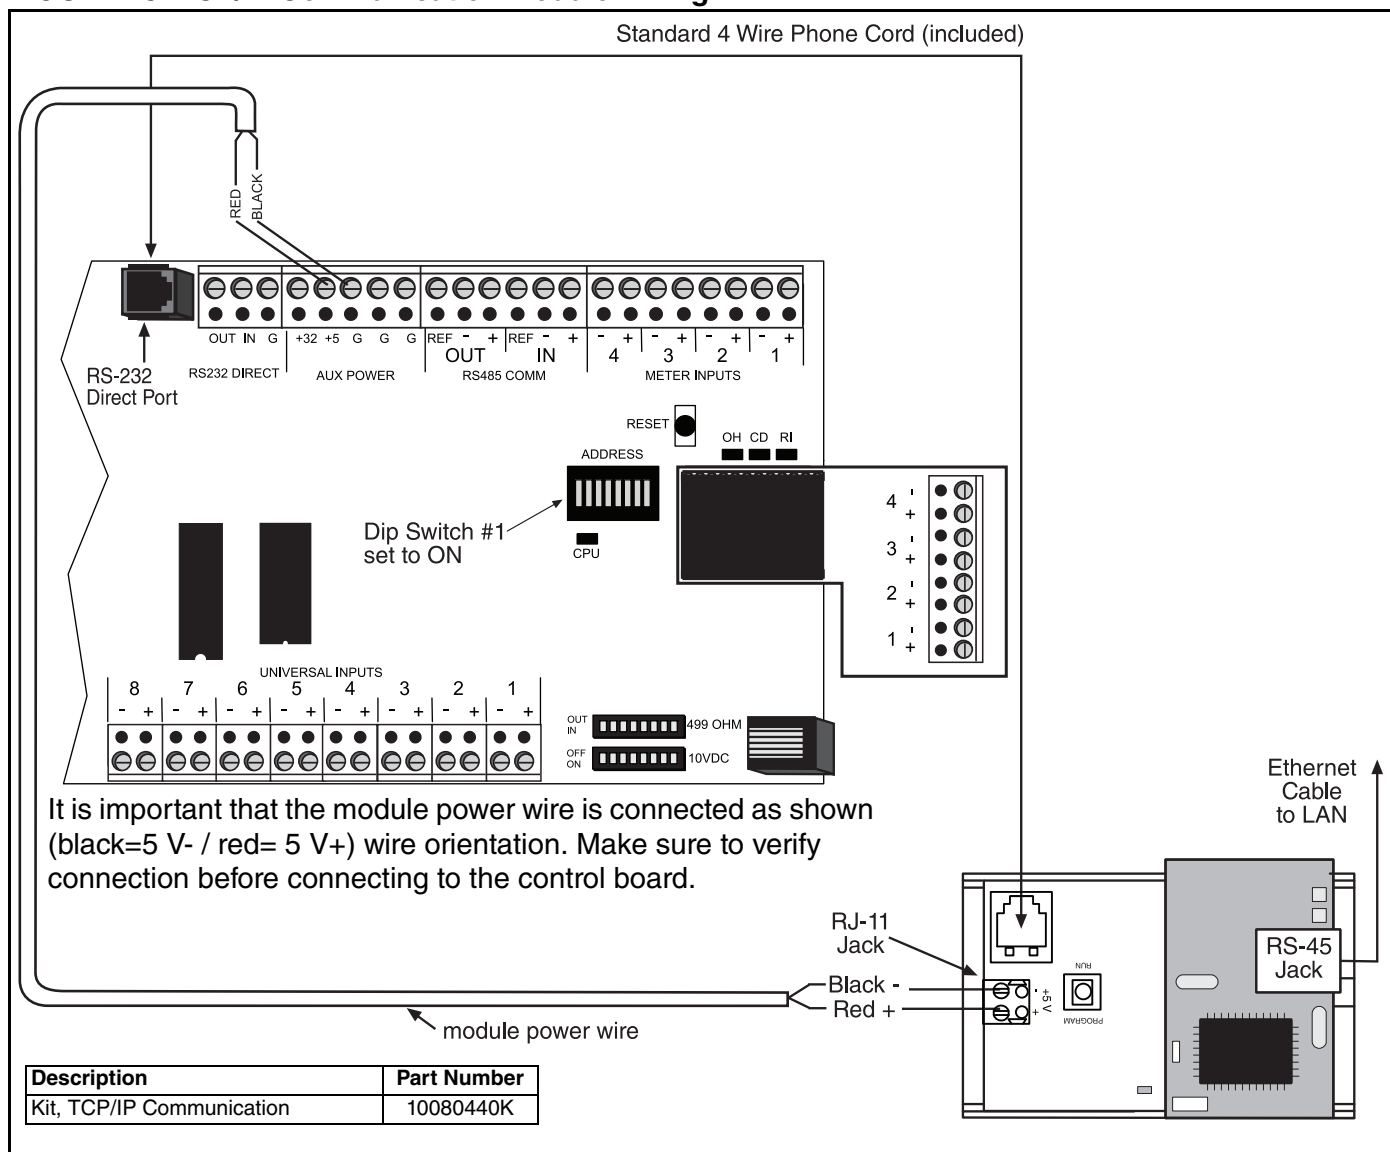 Standard 4 Wire Phone Cord (included)
RED
BLACK
OUT IN G +32 +5 G G G REF - + REF - + - + - + - + - +
OUT IN 4 3 2 1
RS232 DIRECT AUX POWER RS485 COMM METER INPUTS
RS-232
Direct Port
RESET
OH CD RI
ADDRESS
Dip Switch #1
set to ON
CPU
4 - +
3 - +
2 - +
1 - +
UNIVERSAL INPUTS
8 7 6 5 4 3 2 1
- + - + - + - + - + - + - + - +
OUT
IN
499 OHM
OFF
ON
10VDC
It is important that the module power wire is connected as shown
(black=5 V- / red= 5 V+) wire orientation. Make sure to verify
connection before connecting to the control board.
Ethernet
Cable
to LAN
RJ-11
Jack
RS-45
Jack
RUN
Black -
Red +
- +
+5 V
PROGRAM
module power wire
Description Part Number
Kit, TCP/IP Communication 10080440K